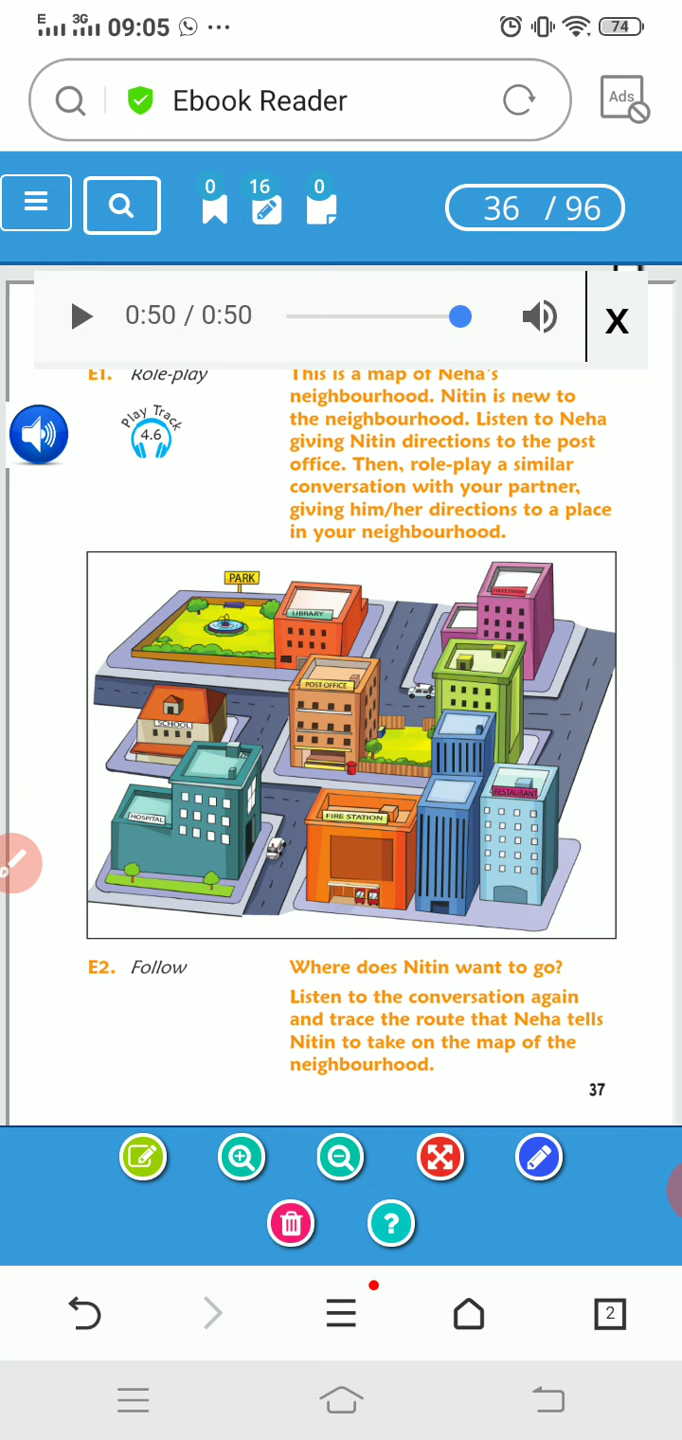 E 3G 09:05 ... 74
Ebook Reader
Ads
0 16 0 36 / 96
0:50 / 0:50 X
E1. Role-play This is a map of Neha's
neighbourhood. Nitin is new to
the neighbourhood. Listen to Neha
giving Nitin directions to the post
office. Then, role-play a similar
conversation with your partner,
giving him/her directions to a place
in your neighbourhood.
Play Track
4.6
PARK
LIBRARY
POLICE STATION
POST OFFICE
SCHOOL
RESTAURANT
HOSPITAL
FIRE STATION
E2. Follow Where does Nitin want to go?
Listen to the conversation again
and trace the route that Neha tells
Nitin to take on the map of the
neighbourhood.
37
?
2